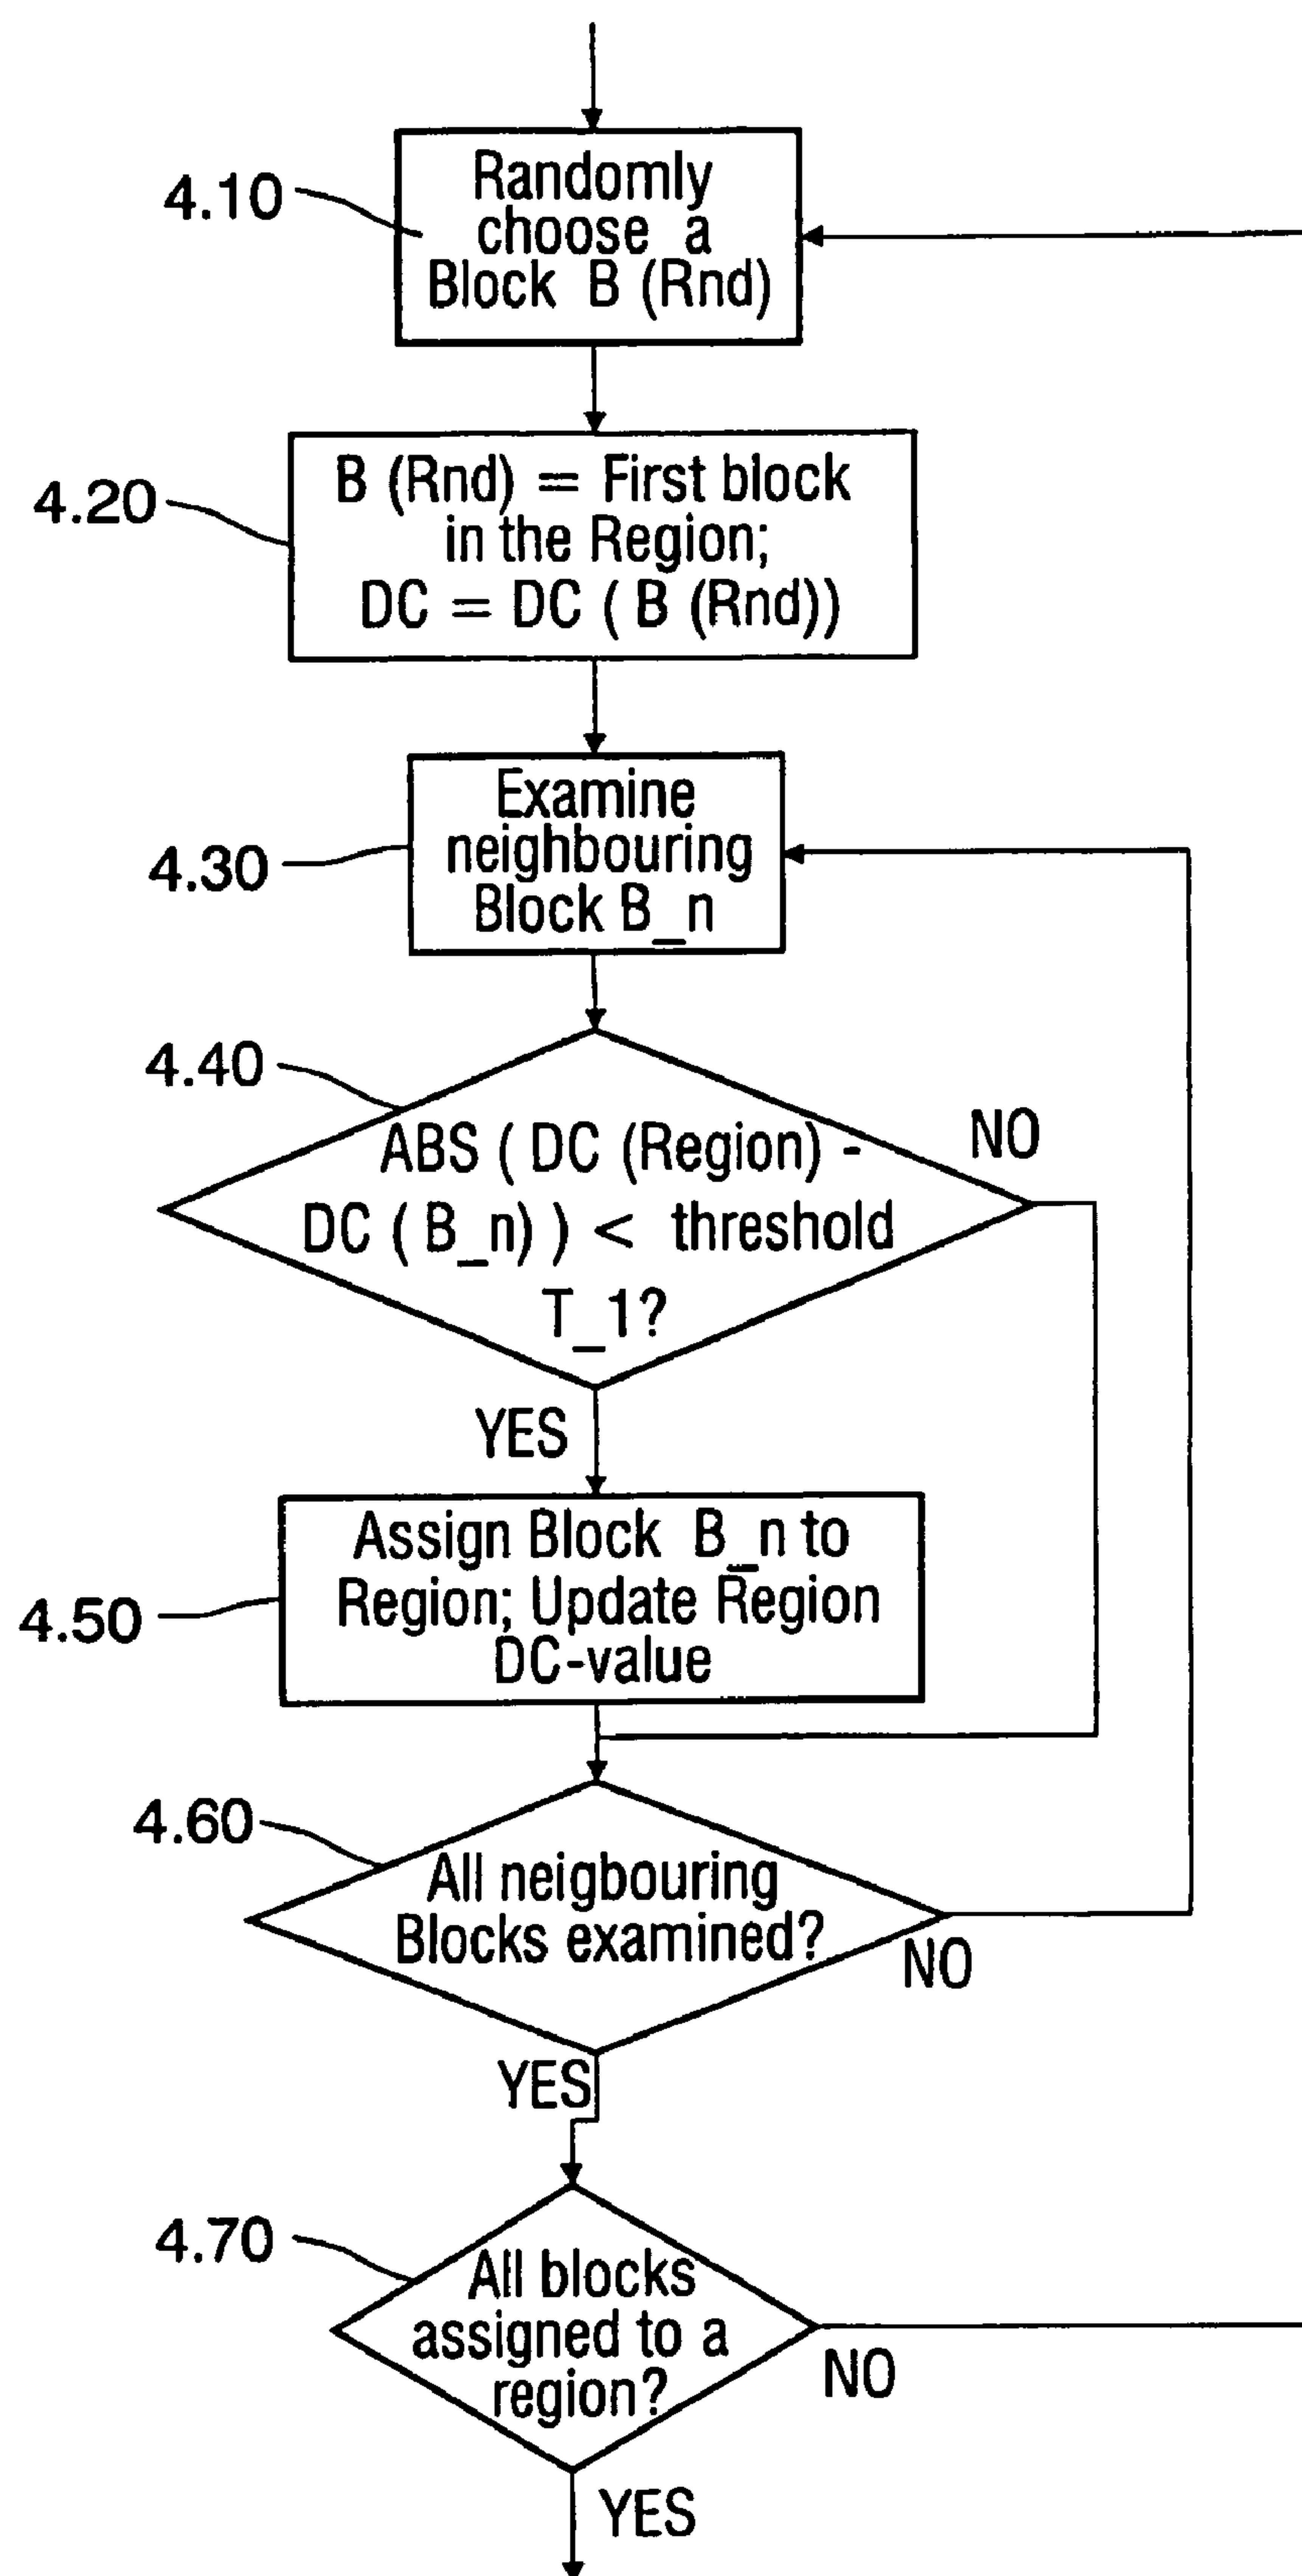 4.10
Randomly
choose a
Block B (Rnd)
4.20
B (Rnd) = First block
in the Region;
DC = DC ( B (Rnd))
4.30
Examine
neighbouring
Block B_n
4.40
ABS ( DC (Region) -
DC ( B_n) ) < threshold
T_1?
NO
YES
4.50
Assign Block B_n to
Region; Update Region
DC-value
4.60
All neigbouring
Blocks examined?
NO
YES
4.70
All blocks
assigned to a
region?
NO
YES